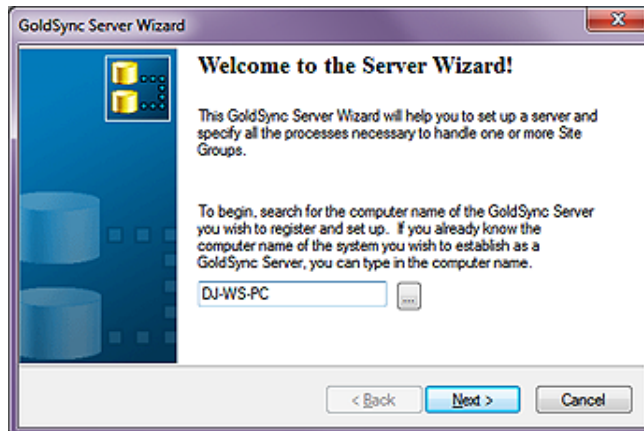 GoldSync Server Wizard
Welcome to the Server Wizard!
This GoldSync Server Wizard will help you to set up a server and
specify all the processes necessary to handle one or more Site
Groups.
To begin, search for the computer name of the GoldSync Server
you wish to register and set up.  If you already know the
computer name of the system you wish to establish as a
GoldSync Server, you can type in the computer name.
DJ-WS-PC
...
< Back
Next >
Cancel